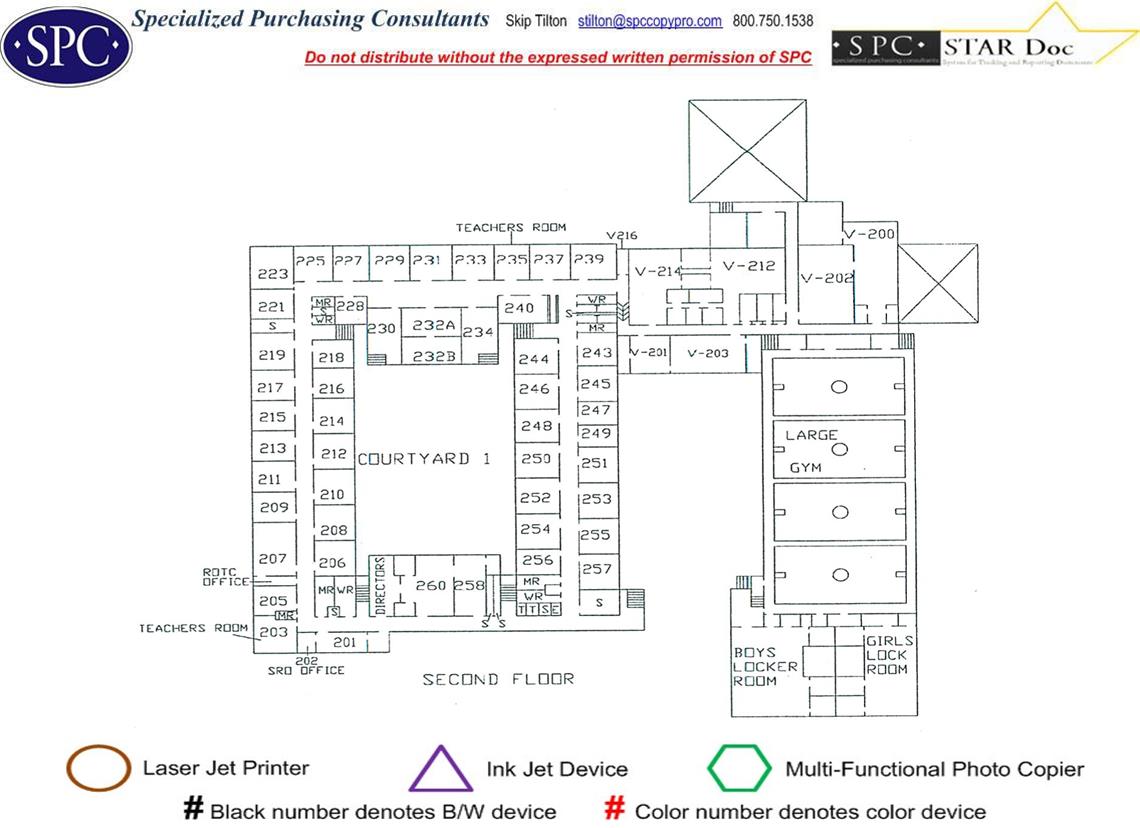 SPC
Specialized Purchasing Consultants Skip Tilton stilton@spccopypro.com 800.750.1538
Do not distribute without the expressed written permission of SPC
• S P C • STAR Doc
specialized purchasing consultants System for Tracking and Reporting Documents
TEACHERS ROOM
V216
V-200
223 225 227 229 231 233 235 237 239
V-214 V-212 V-202
221 MR S WR 228 240 WR S T MR
S 230 232A 234
232B
219 218 244 243 V-201 V-203
217 216 246 245
247
215 214 248 249
LARGE
GYM
213 212 COURTYARD 1 250 251
211 210 252 253
209 208 254 255
207 206 256 257
DIRECTORS 260 258
ROTC
OFFICE
MR WR S MR
WR
205 T T S E S
MR S S
TEACHERS ROOM 203 201
202
SRO OFFICE
BOYS
LOCKER
ROOM
GIRLS
LOCK
ROOM
SECOND FLOOR
Laser Jet Printer Ink Jet Device Multi-Functional Photo Copier
# Black number denotes B/W device # Color number denotes color device